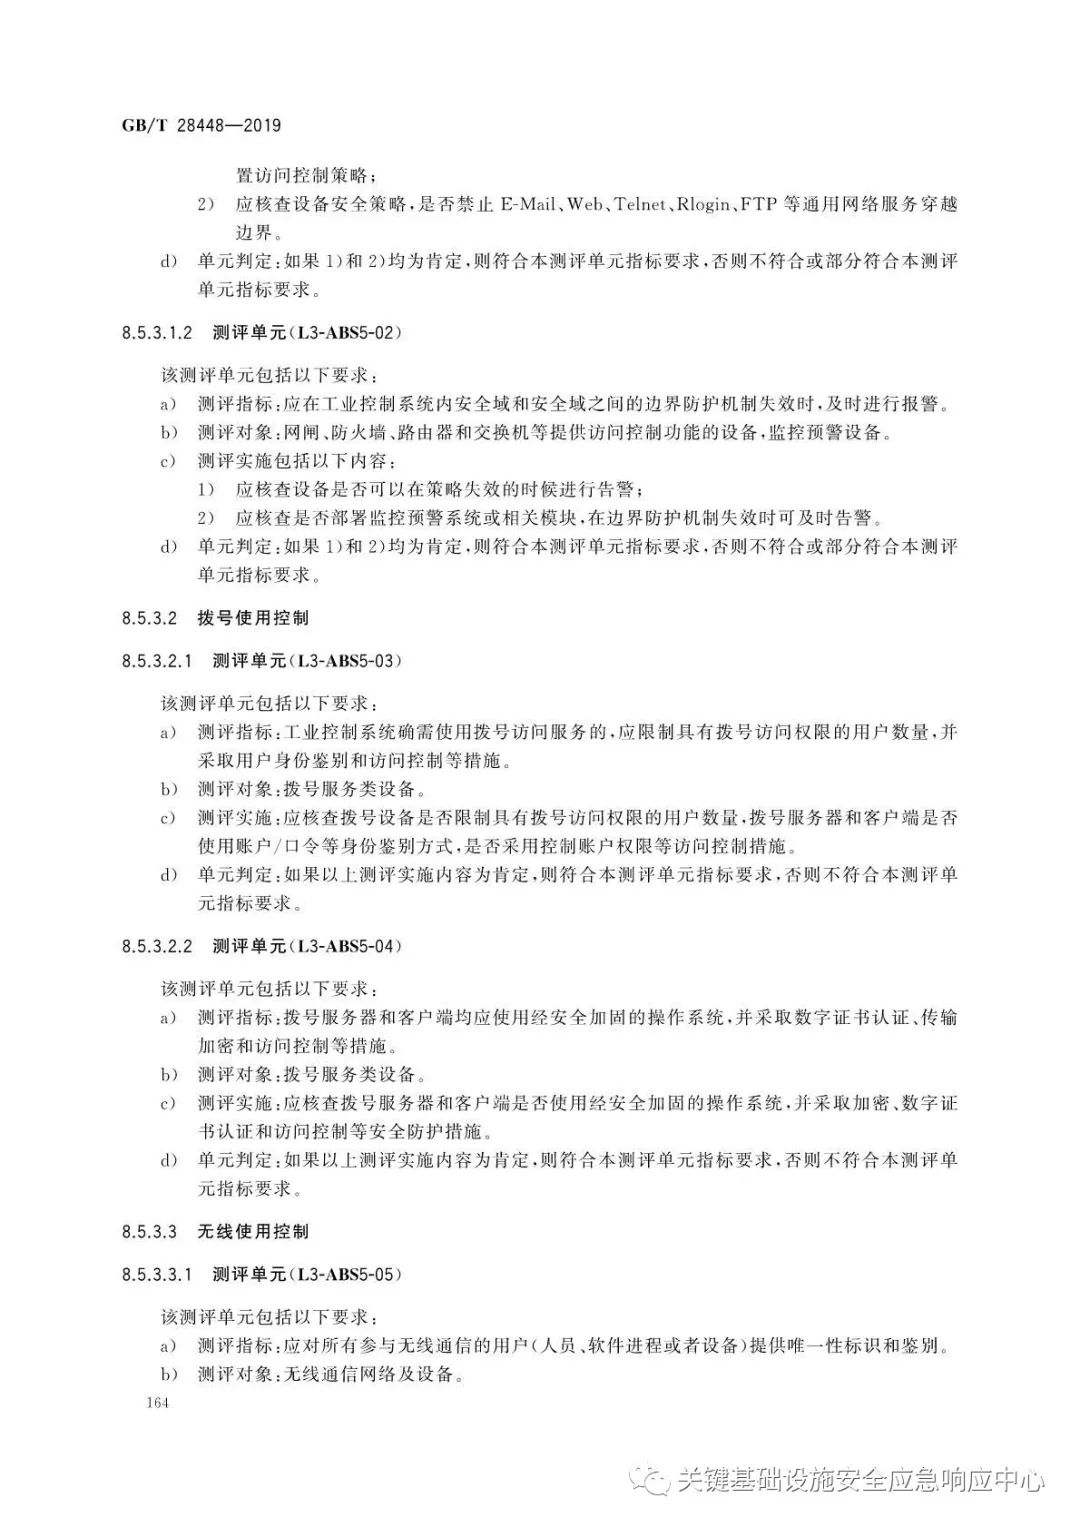 GB/T 28448—2019
置访问控制策略;
2) 应核查设备安全策略,是否禁止 E-Mail、Web、Telnet、Rlogin、FTP 等通用网络服务穿越
边界。
d) 单元判定:如果 1)和 2)均为肯定,则符合本测评单元指标要求,否则不符合或部分符合本测评
单元指标要求。
8.5.3.1.2 测评单元(L3-ABS5-02)
该测评单元包括以下要求:
a) 测评指标:应在工业控制系统内安全域和安全域之间的边界防护机制失效时,及时进行报警。
b) 测评对象:网闸、防火墙、路由器和交换机等提供访问控制功能的设备,监控预警设备。
c) 测评实施包括以下内容:
1) 应核查设备是否可以在策略失效的时候进行告警;
2) 应核查是否部署监控预警系统或相关模块,在边界防护机制失效时可及时告警。
d) 单元判定:如果 1)和 2)均为肯定,则符合本测评单元指标要求,否则不符合或部分符合本测评
单元指标要求。
8.5.3.2 拨号使用控制
8.5.3.2.1 测评单元(L3-ABS5-03)
该测评单元包括以下要求:
a) 测评指标:工业控制系统确需使用拨号访问服务的,应限制具有拨号访问权限的用户数量,并
采取用户身份鉴别和访问控制等措施。
b) 测评对象:拨号服务类设备。
c) 测评实施:应核查拨号设备是否限制具有拨号访问权限的用户数量,拨号服务器和客户端是否
使用账户/口令等身份鉴别方式,是否采用控制账户权限等访问控制措施。
d) 单元判定:如果以上测评实施内容为肯定,则符合本测评单元指标要求,否则不符合本测评单
元指标要求。
8.5.3.2.2 测评单元(L3-ABS5-04)
该测评单元包括以下要求:
a) 测评指标:拨号服务器和客户端均应使用经安全加固的操作系统,并采取数字证书认证、传输
加密和访问控制等措施。
b) 测评对象:拨号服务类设备。
c) 测评实施:应核查拨号服务器和客户端是否使用经安全加固的操作系统,并采取加密、数字证
书认证和访问控制等安全防护措施。
d) 单元判定:如果以上测评实施内容为肯定,则符合本测评单元指标要求,否则不符合本测评单
元指标要求。
8.5.3.3 无线使用控制
8.5.3.3.1 测评单元(L3-ABS5-05)
该测评单元包括以下要求:
a) 测评指标:应对所有参与无线通信的用户(人员、软件进程或者设备)提供唯一性标识和鉴别。
b) 测评对象:无线通信网络及设备。
164
关键基础设施安全应急响应中心